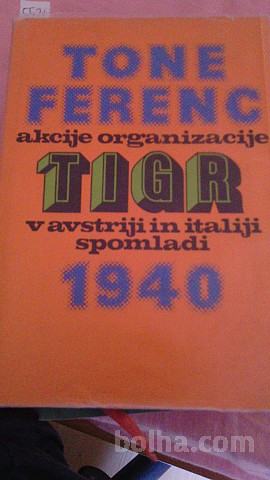 TONE
FERENC
akcije organizacije
TIGR
v avstriji in italiji
spomladi
1940
bolha.com